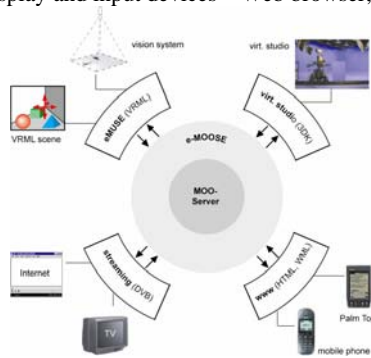 display and input devices – Web browser,
vision system
virt. studio
eMUSE (VRML)
virt. studio (3DK)
VRML scene
e-MOOSE
MOO-
Server
Internet
streaming (DVB)
www (HTML, WML)
TV
Palm To
mobile phone